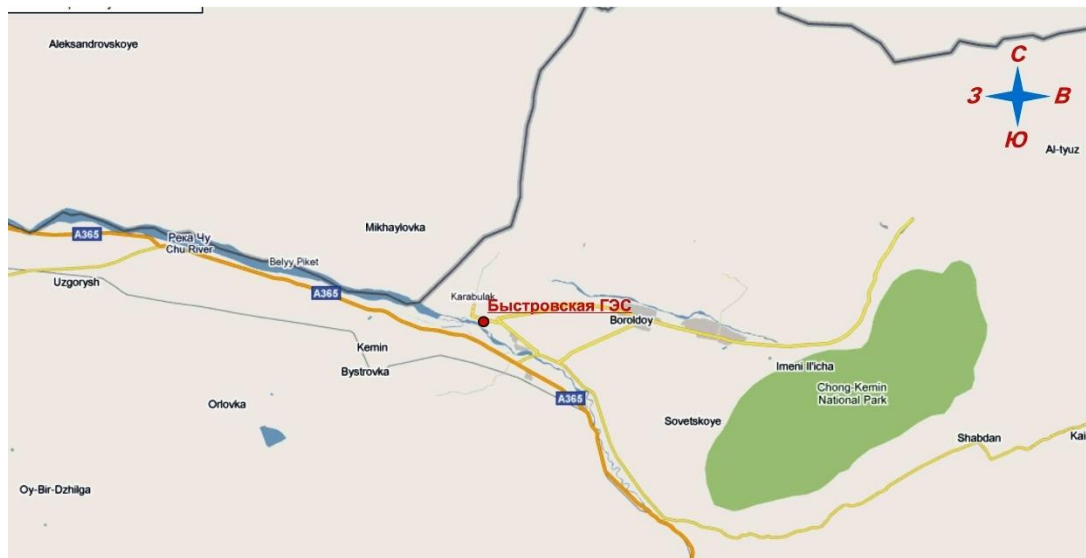 Aleksandrovskoye
С
З
В
Ю
Al-tyuz
Mikhaylovka
A365
Река Чу
Chu River
Belyy Piket
Uzgorysh
A365
Karabulak
Быстровская ГЭС
Boroldoy
Kemin
Bystrovka
Imeni Il'icha
Chong-Kemin
National Park
A365
Orlovka
Sovetskoye
Shabdan
Kai
Oy-Bir-Dzhilga